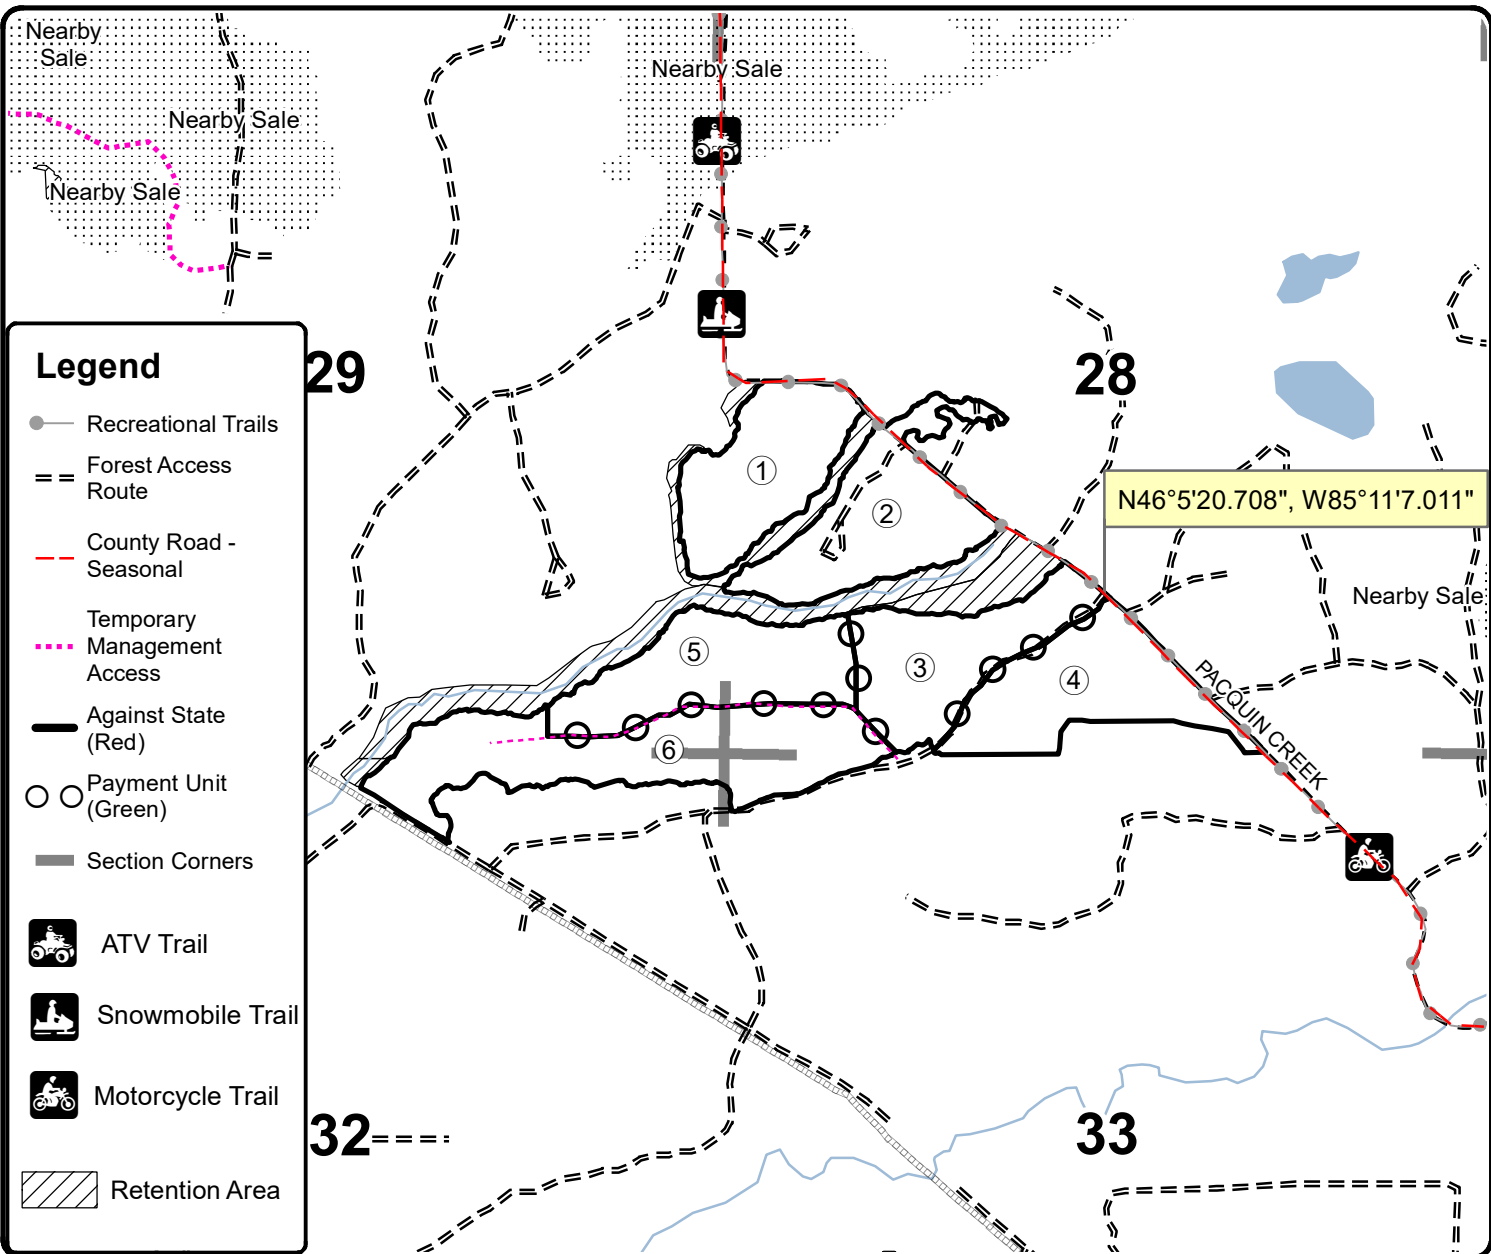 Nearby
Sale
Nearby Sale
Nearby Sale
Nearby Sale
29
28
1
2
N46°5'20.708", W85°11'7.011"
Nearby Sale
5
3
4
6
PACQUIN CREEK
32
33
Legend
Recreational Trails
Forest Access
Route
County Road -
Seasonal
Temporary
Management
Access
Against State
(Red)
Payment Unit
(Green)
Section Corners
ATV Trail
Snowmobile Trail
Motorcycle Trail
Retention Area